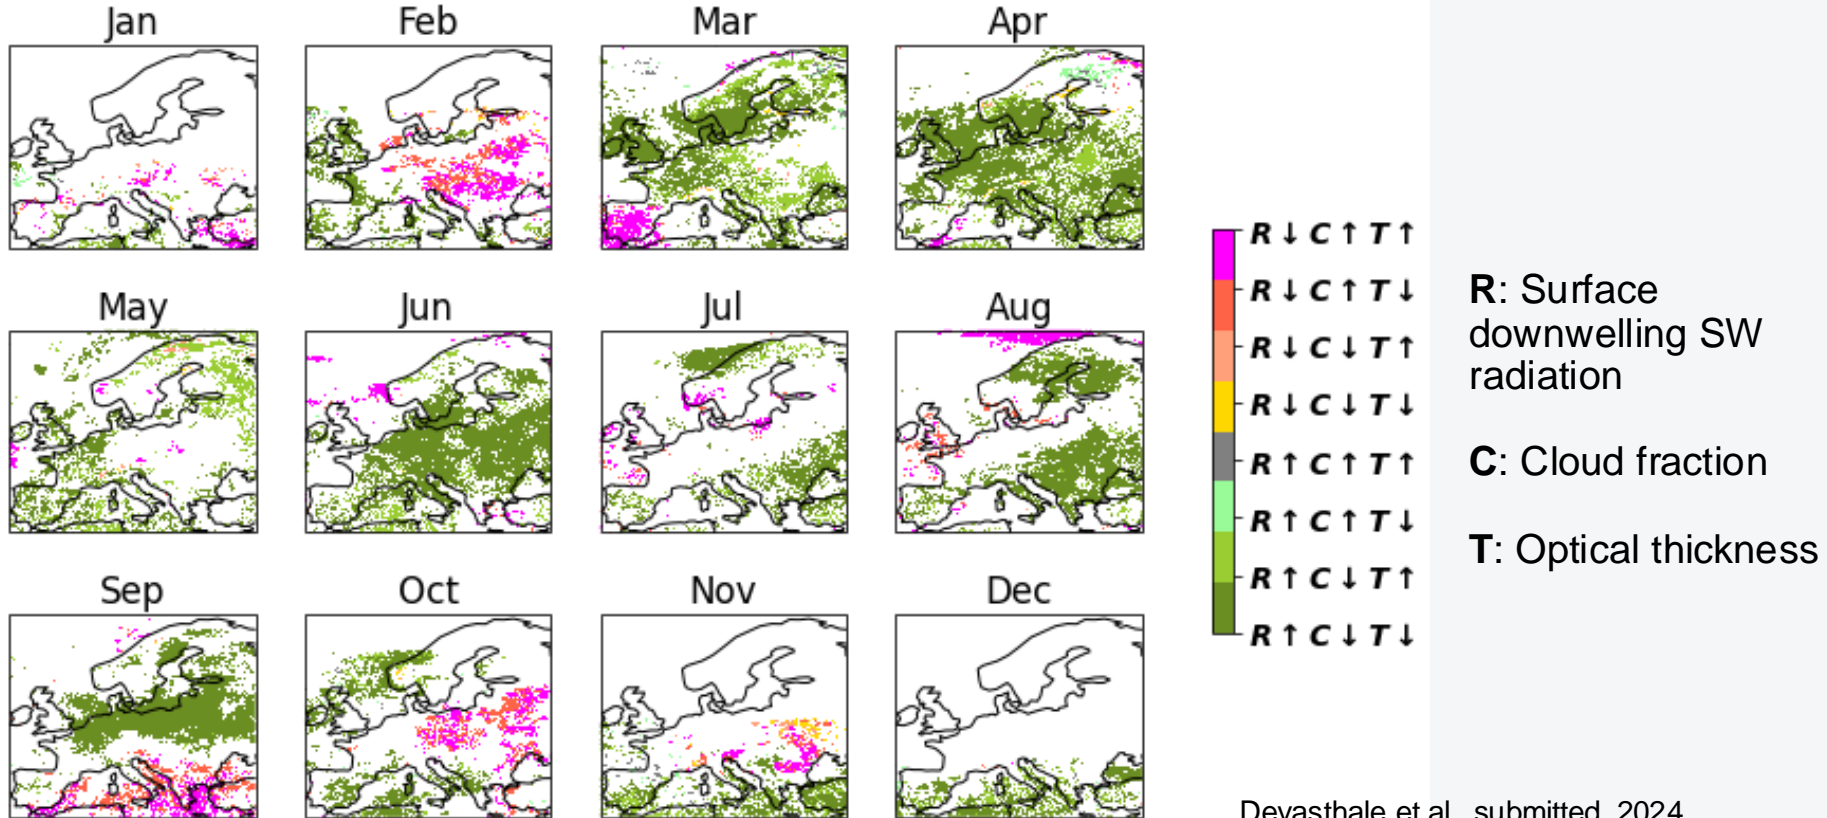 Jan Feb Mar Apr
May Jun Jul Aug
Sep Oct Nov Dec
R ↓ C ↑ T ↑
R ↓ C ↑ T ↓
R ↓ C ↓ T ↑
R ↓ C ↓ T ↓
R ↑ C ↑ T ↑
R ↑ C ↑ T ↓
R ↑ C ↓ T ↑
R ↑ C ↓ T ↓
R: Surface
downwelling SW
radiation
C: Cloud fraction
T: Optical thickness
Devasthale et al., submitted, 2024